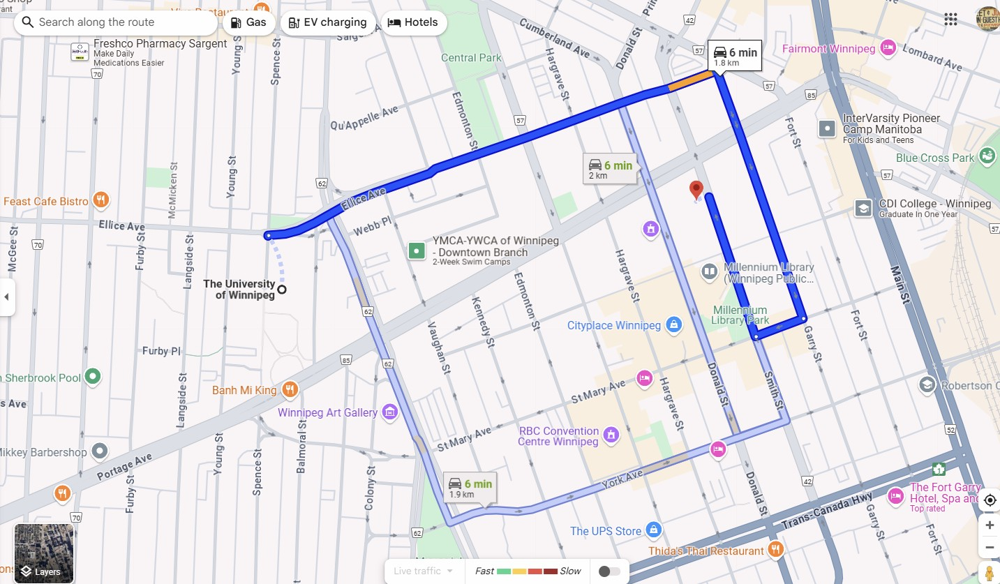 Search along the route
Gas
EV charging
Hotels
Freshco Pharmacy Sargent
Make Daily
Medications Easier
70
Young St
Spence St
Central Park
Cumberland Ave
Hargrave St
Donald St
42
57
6 min
1.8 km
Fairmont Winnipeg
Lombard Ave
57
85
Qu'Appelle Ave
Edmonton St
57
InterVarsity Pioneer
Camp Manitoba
For Kids and Teens
Fort St
Blue Cross Park
57
McMicken St
Young St
62
6 min
2 km
Feast Cafe Bistro
Ellice Ave
Ellice Ave
Webb Pl
CDI College - Winnipeg
Graduate In One Year
57
McGee St
70
Furby St
Langside St
YMCA-YWCA of Winnipeg
- Downtown Branch
2-Week Swim Camps
Hargrave St
Millennium Library
(Winnipeg Public...
Main St
The University
of Winnipeg
62
Kennedy St
Edmonton St
Millennium
Library Park
Cityplace Winnipeg
Fort St
Garry St
Vaughan St
Furby Pl
85
62
Sherbrook Pool
Banh Mi King
Langside St
St Mary Ave
Donald St
Smith St
Robertson C
s Ave
Winnipeg Art Gallery
Hargrave St
Balmoral St
St Mary Ave
RBC Convention
Centre Winnipeg
52
Mikkey Barbershop
Portage Ave
Young St
Spence St
Furby St
Colony St
6 min
1.9 km
York Ave
Donald St
42
1
The Fort Garry
Hotel, Spa and
Top rated
Trans-Canada Hwy
Garry St
Fort St
70
62
The UPS Store
Thida's Thai Restaurant
Layers
Live traffic
Fast
Slow